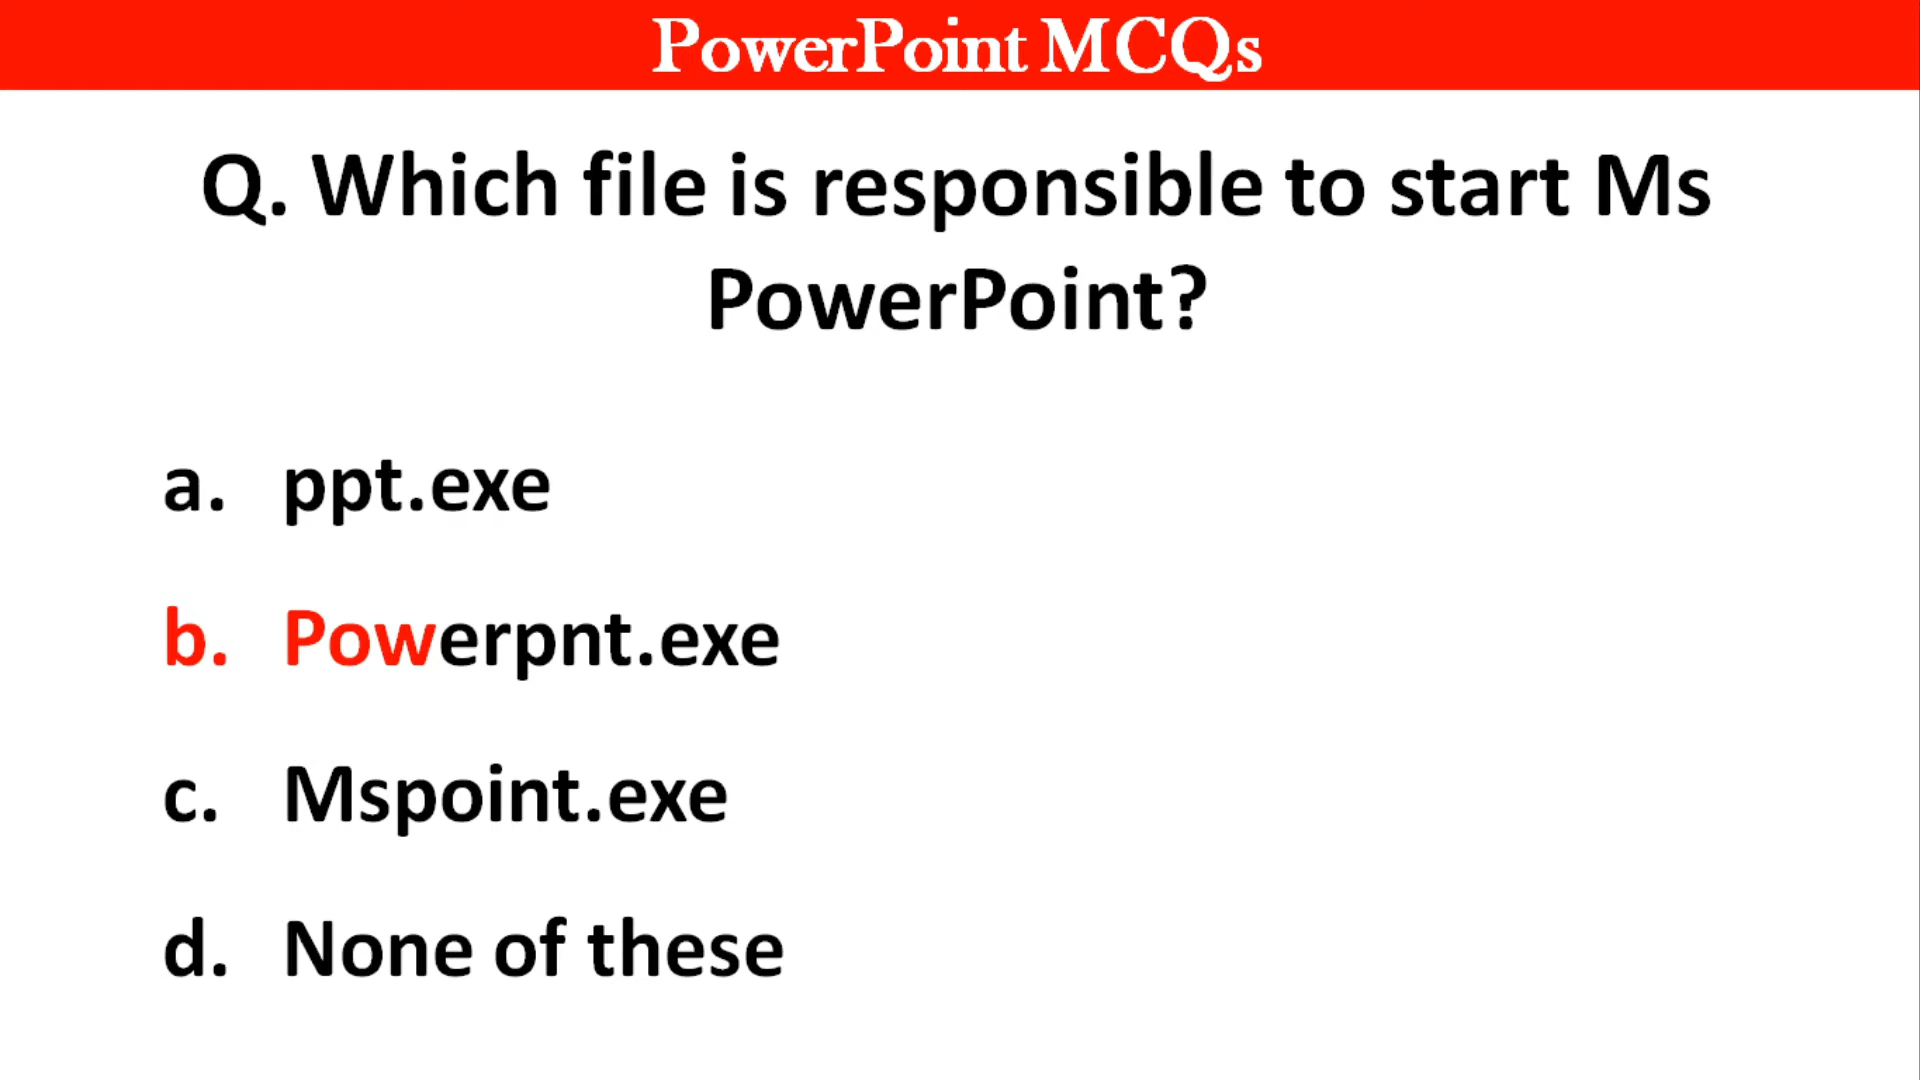 PowerPoint MCQs
Q. Which file is responsible to start Ms
PowerPoint?
a. ppt.exe
b. Powerpnt.exe
c. Mspoint.exe
d. None of these